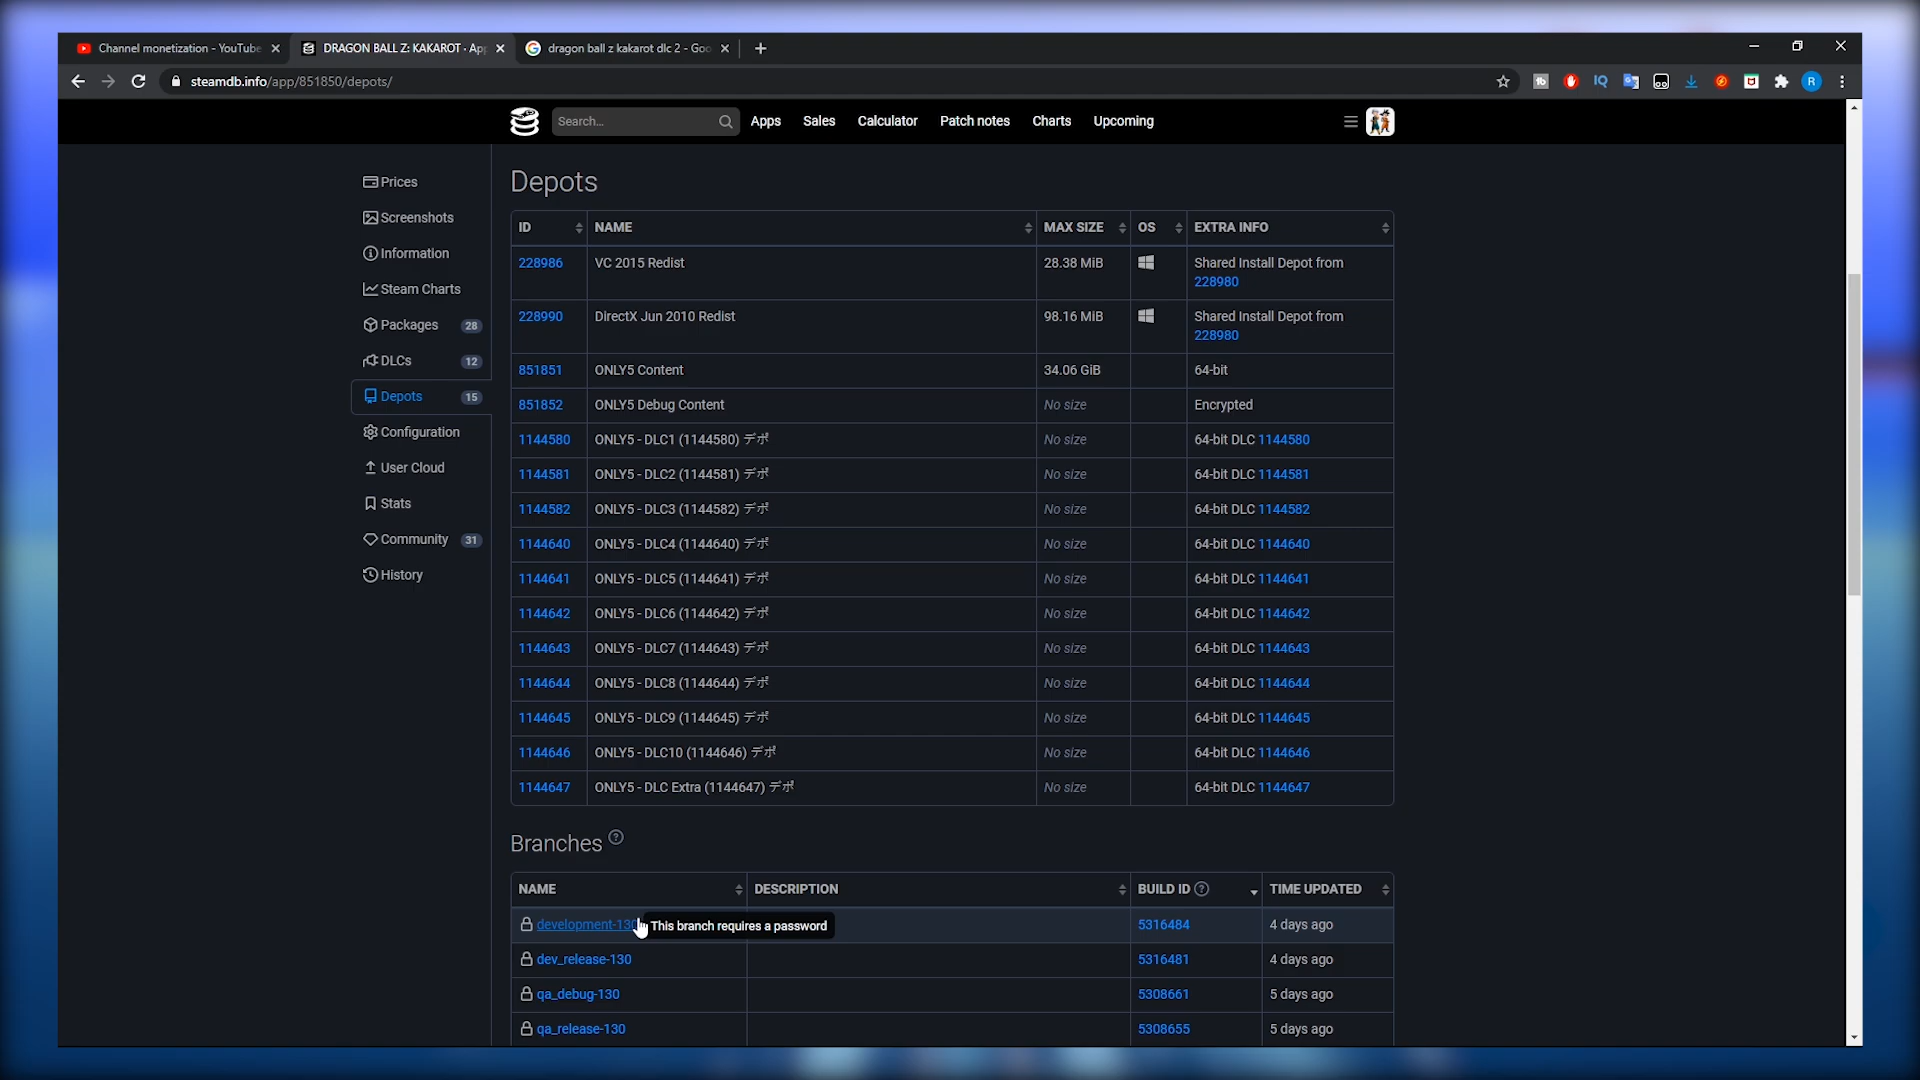 Channel monetization - YouTube
DRAGON BALL Z: KAKAROT - App
dragon ball z kakarot dlc 2 - Goo
steamdb.info/app/851850/depots/
R
Search...
Apps
Sales
Calculator
Patch notes
Charts
Upcoming
Prices
Screenshots
Information
Steam Charts
Packages 28
DLCs 12
Depots 15
Configuration
User Cloud
Stats
Community 31
History
Depots
ID NAME MAX SIZE OS EXTRA INFO
228986 VC 2015 Redist 28.38 MiB Shared Install Depot from
228980
228990 DirectX Jun 2010 Redist 98.16 MiB Shared Install Depot from
228980
851851 ONLY5 Content 34.06 GiB 64-bit
851852 ONLY5 Debug Content No size Encrypted
1144580 ONLY5 - DLC1 (1144580) デポ No size 64-bit DLC 1144580
1144581 ONLY5 - DLC2 (1144581) デポ No size 64-bit DLC 1144581
1144582 ONLY5 - DLC3 (1144582) デポ No size 64-bit DLC 1144582
1144640 ONLY5 - DLC4 (1144640) デポ No size 64-bit DLC 1144640
1144641 ONLY5 - DLC5 (1144641) デポ No size 64-bit DLC 1144641
1144642 ONLY5 - DLC6 (1144642) デポ No size 64-bit DLC 1144642
1144643 ONLY5 - DLC7 (1144643) デポ No size 64-bit DLC 1144643
1144644 ONLY5 - DLC8 (1144644) デポ No size 64-bit DLC 1144644
1144645 ONLY5 - DLC9 (1144645) デポ No size 64-bit DLC 1144645
1144646 ONLY5 - DLC10 (1144646) デポ No size 64-bit DLC 1144646
1144647 ONLY5 - DLC Extra (1144647) デポ No size 64-bit DLC 1144647
Branches ?
NAME DESCRIPTION BUILD ID ? TIME UPDATED
development-130 This branch requires a password 5316484 4 days ago
dev_release-130 5316481 4 days ago
qa_debug-130 5308661 5 days ago
qa_release-130 5308655 5 days ago